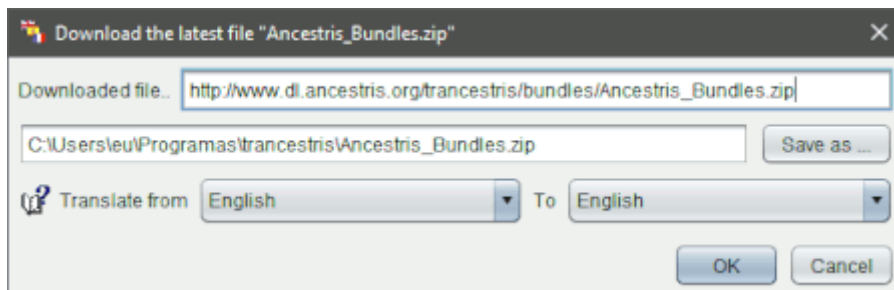 Download the latest file "Ancestris_Bundles.zip"
Downloaded file.. http://www.dl.ancestris.org/trancestris/bundles/Ancestris_Bundles.zip
C:\Users\eu\Programas\trancestris\Ancestris_Bundles.zip Save as ...
Translate from English To English
OK Cancel